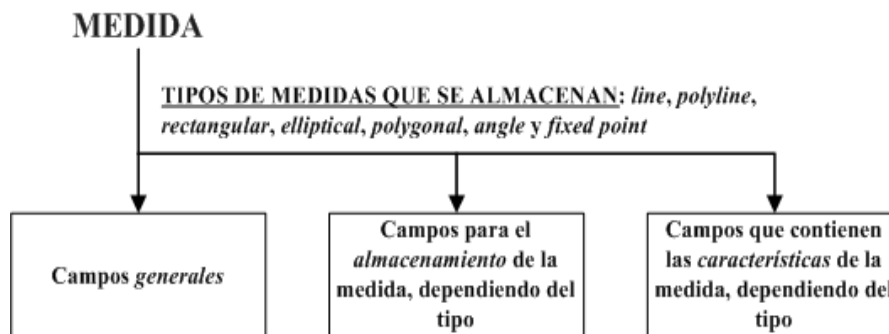 MEDIDA
TIPOS DE MEDIDAS QUE SE ALMACENAN: line, polyline,
rectangular, elliptical, polygonal, angle y fixed point
Campos generales
Campos para el
almacenamiento de la
medida, dependiendo del
tipo
Campos que contienen
las características de la
medida, dependiendo del
tipo